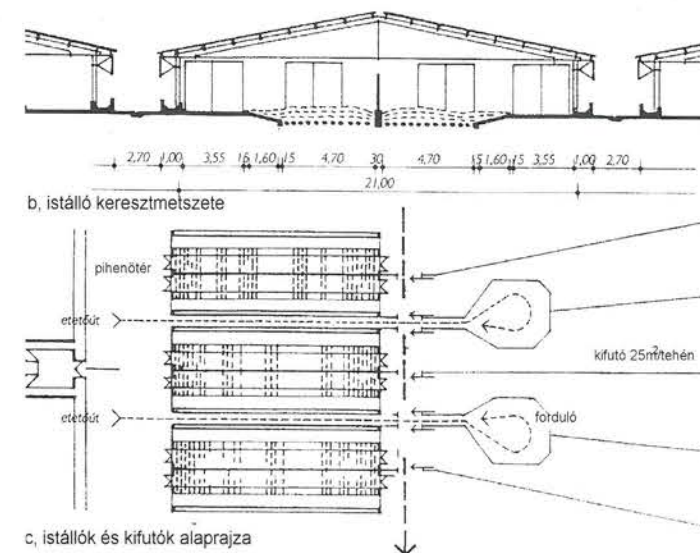 2,70 1,00 3,55 15 1,60 15 4,70 30 4,70 15 1,60 15 3,55 1,00 2,70
21,00
b, istálló keresztmetszete
pihenőtér
etetőút
kifutó 25m²/tehén
etetőút
forduló
c, istállók és kifutók alaprajza